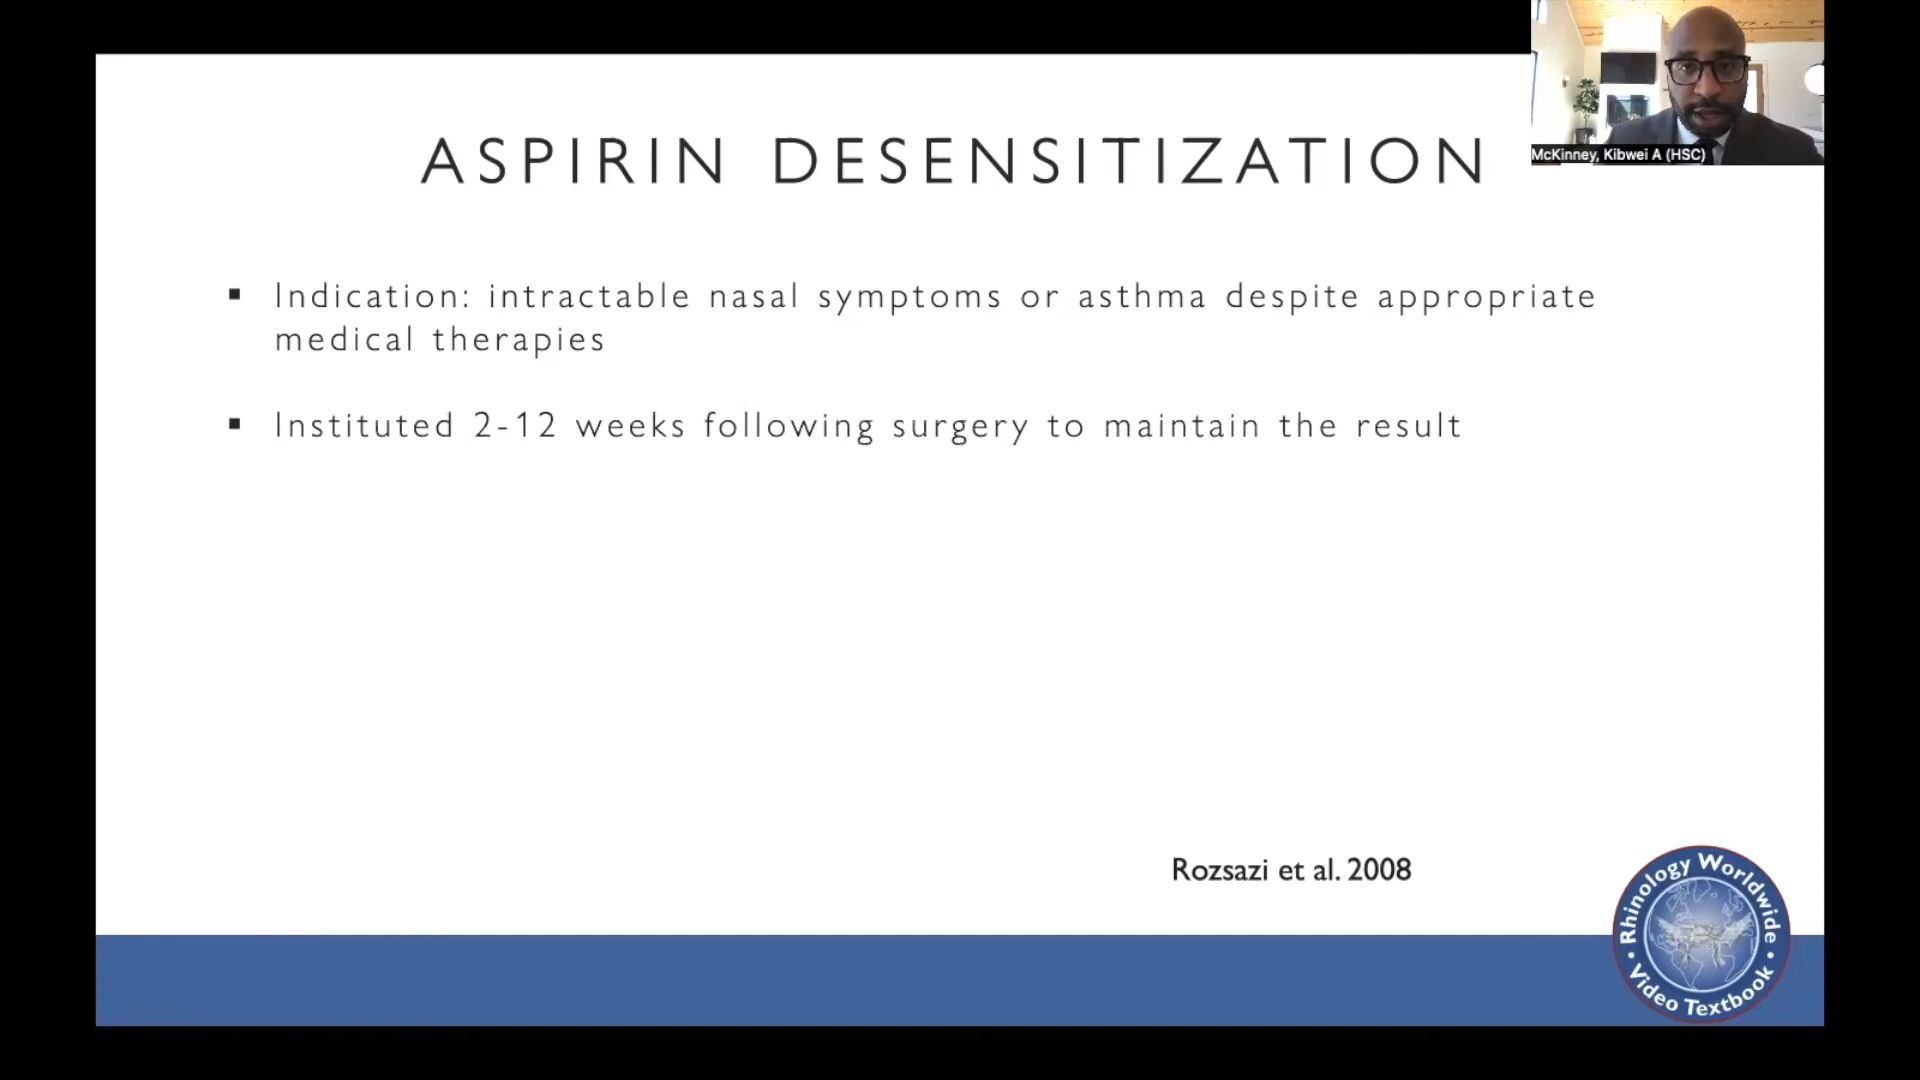 McKinney, Kibwei A (HSC)
ASPIRIN DESENSITIZATION
▪ Indication: intractable nasal symptoms or asthma despite appropriate
medical therapies
▪ Instituted 2-12 weeks following surgery to maintain the result
Rozsazi et al. 2008
Rhinology Worldwide
• Video Textbook •